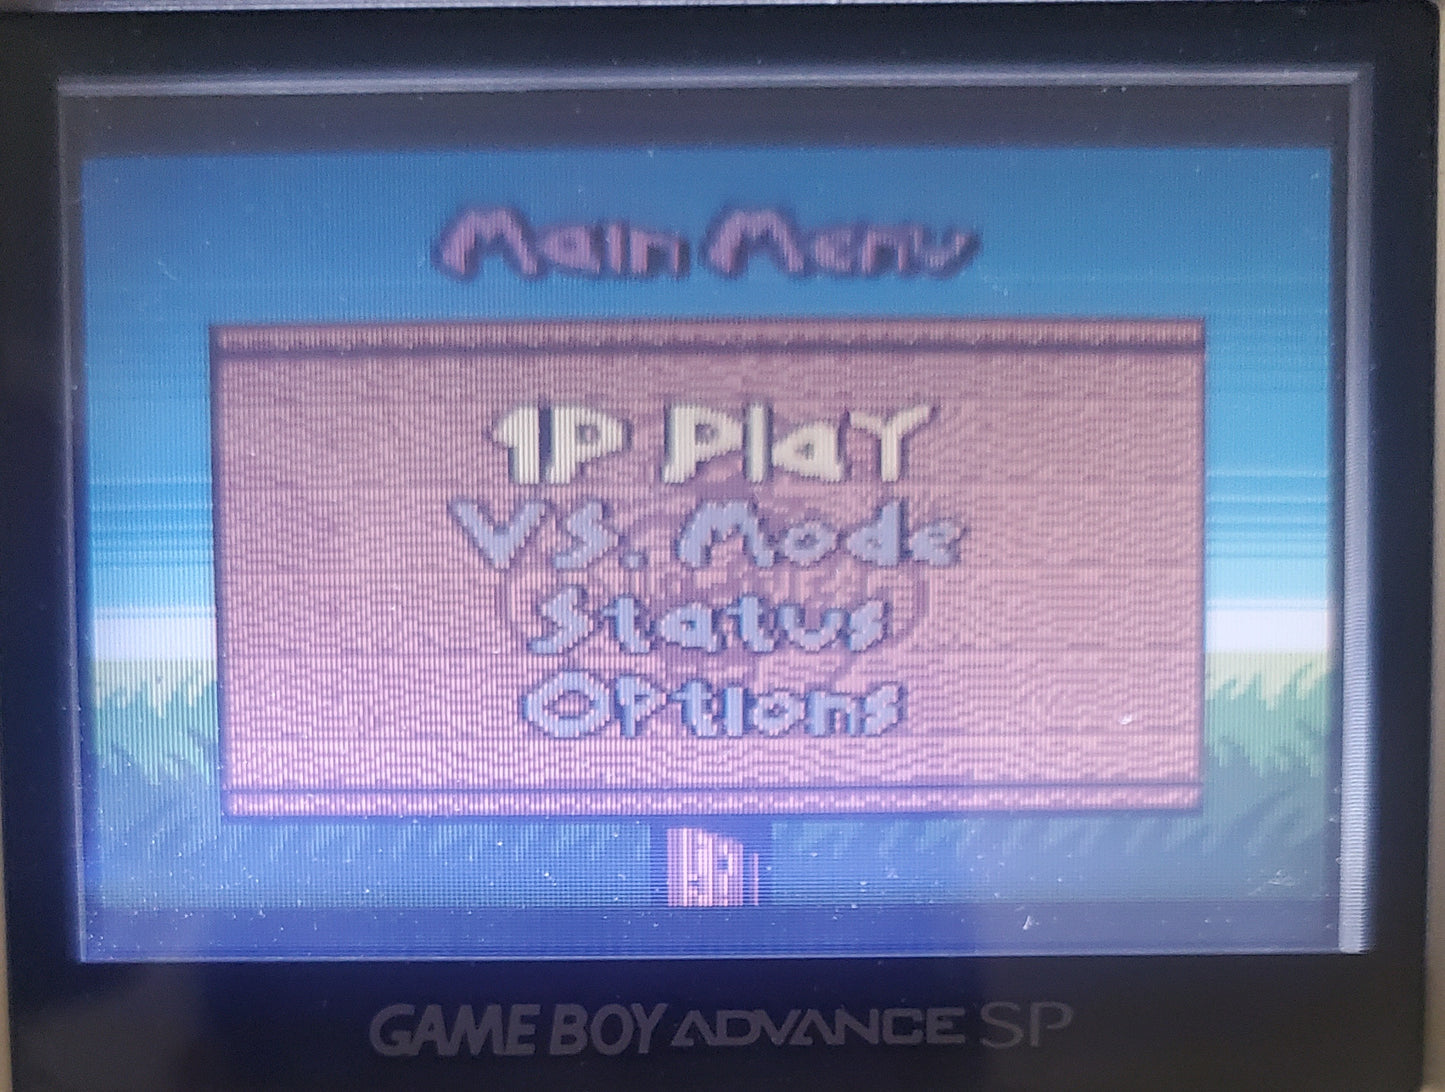 Main Menu
1P Play
VS. Mode
Status
Options
GAME BOY ADVANCE SP